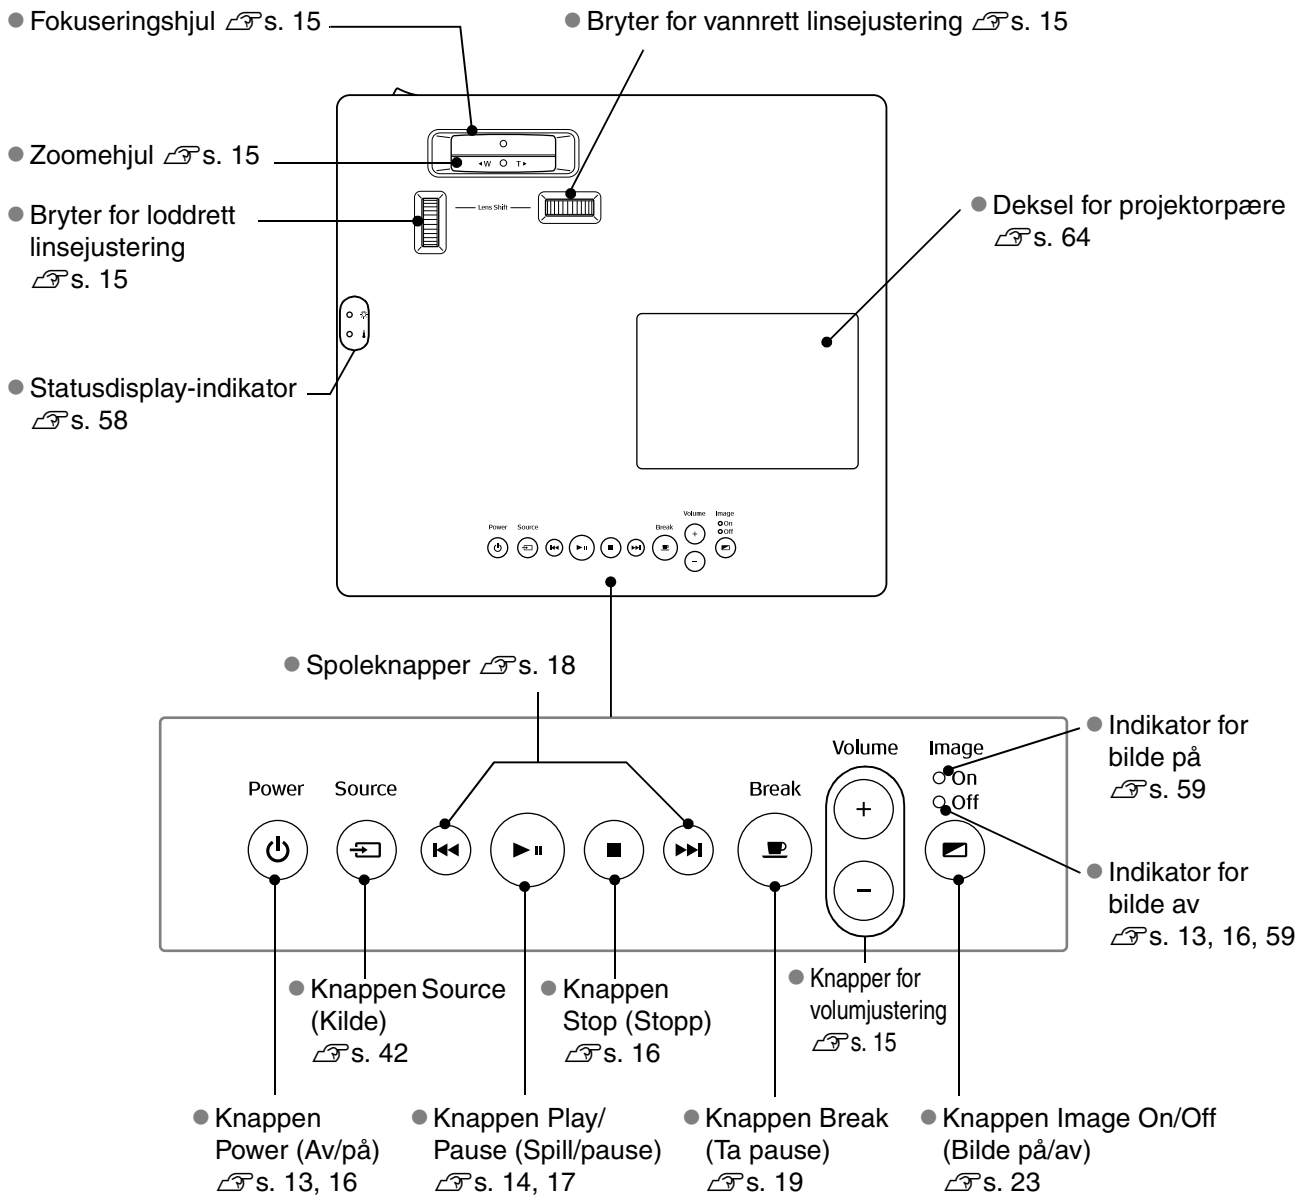 Fokuseringshjul s. 15
Bryter for vannrett linsejustering s. 15
Zoomehjul s. 15
W T
Bryter for loddrett
linsejustering
s. 15
Lens Shift
Deksel for projektorpære
s. 64
Statusdisplay-indikator
s. 58
Power Source Break Volume Image
On
Off
Spoleknapper s. 18
Indikator for
bilde på
s. 59
Volume Image
On
Off
Power Source Break
Indikator for
bilde av
s. 13, 16, 59
Knappen Source
(Kilde)
s. 42
Knappen
Stop (Stopp)
s. 16
Knapper for
volumjustering
s. 15
Knappen
Power (Av/på)
s. 13, 16
Knappen Play/
Pause (Spill/pause)
s. 14, 17
Knappen Break
(Ta pause)
s. 19
Knappen Image On/Off
(Bilde på/av)
s. 23